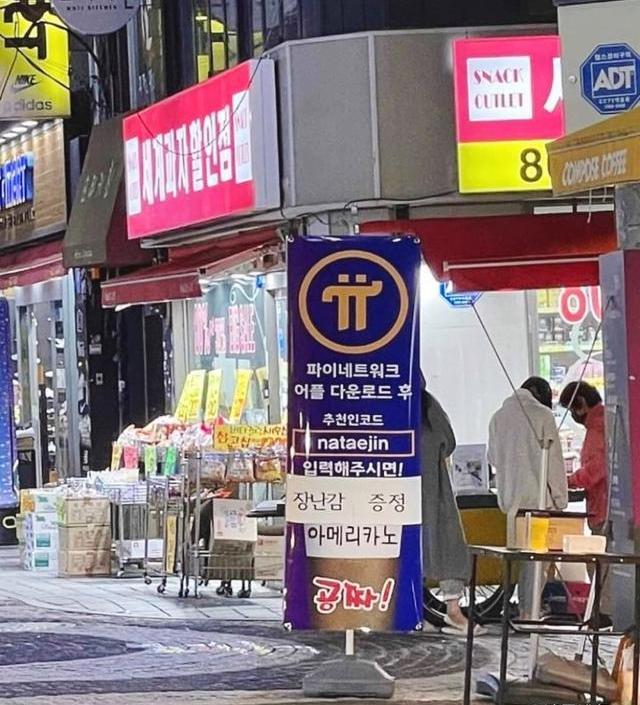 NIKE
adidas
세계과자할인점
SNACK
OUTLET
8
ADT
COMPOSE COFFEE
파이네트워크
어플 다운로드 후
추천인코드
nataejin
입력해주시면!
장난감 증정
아메리카노
공짜!